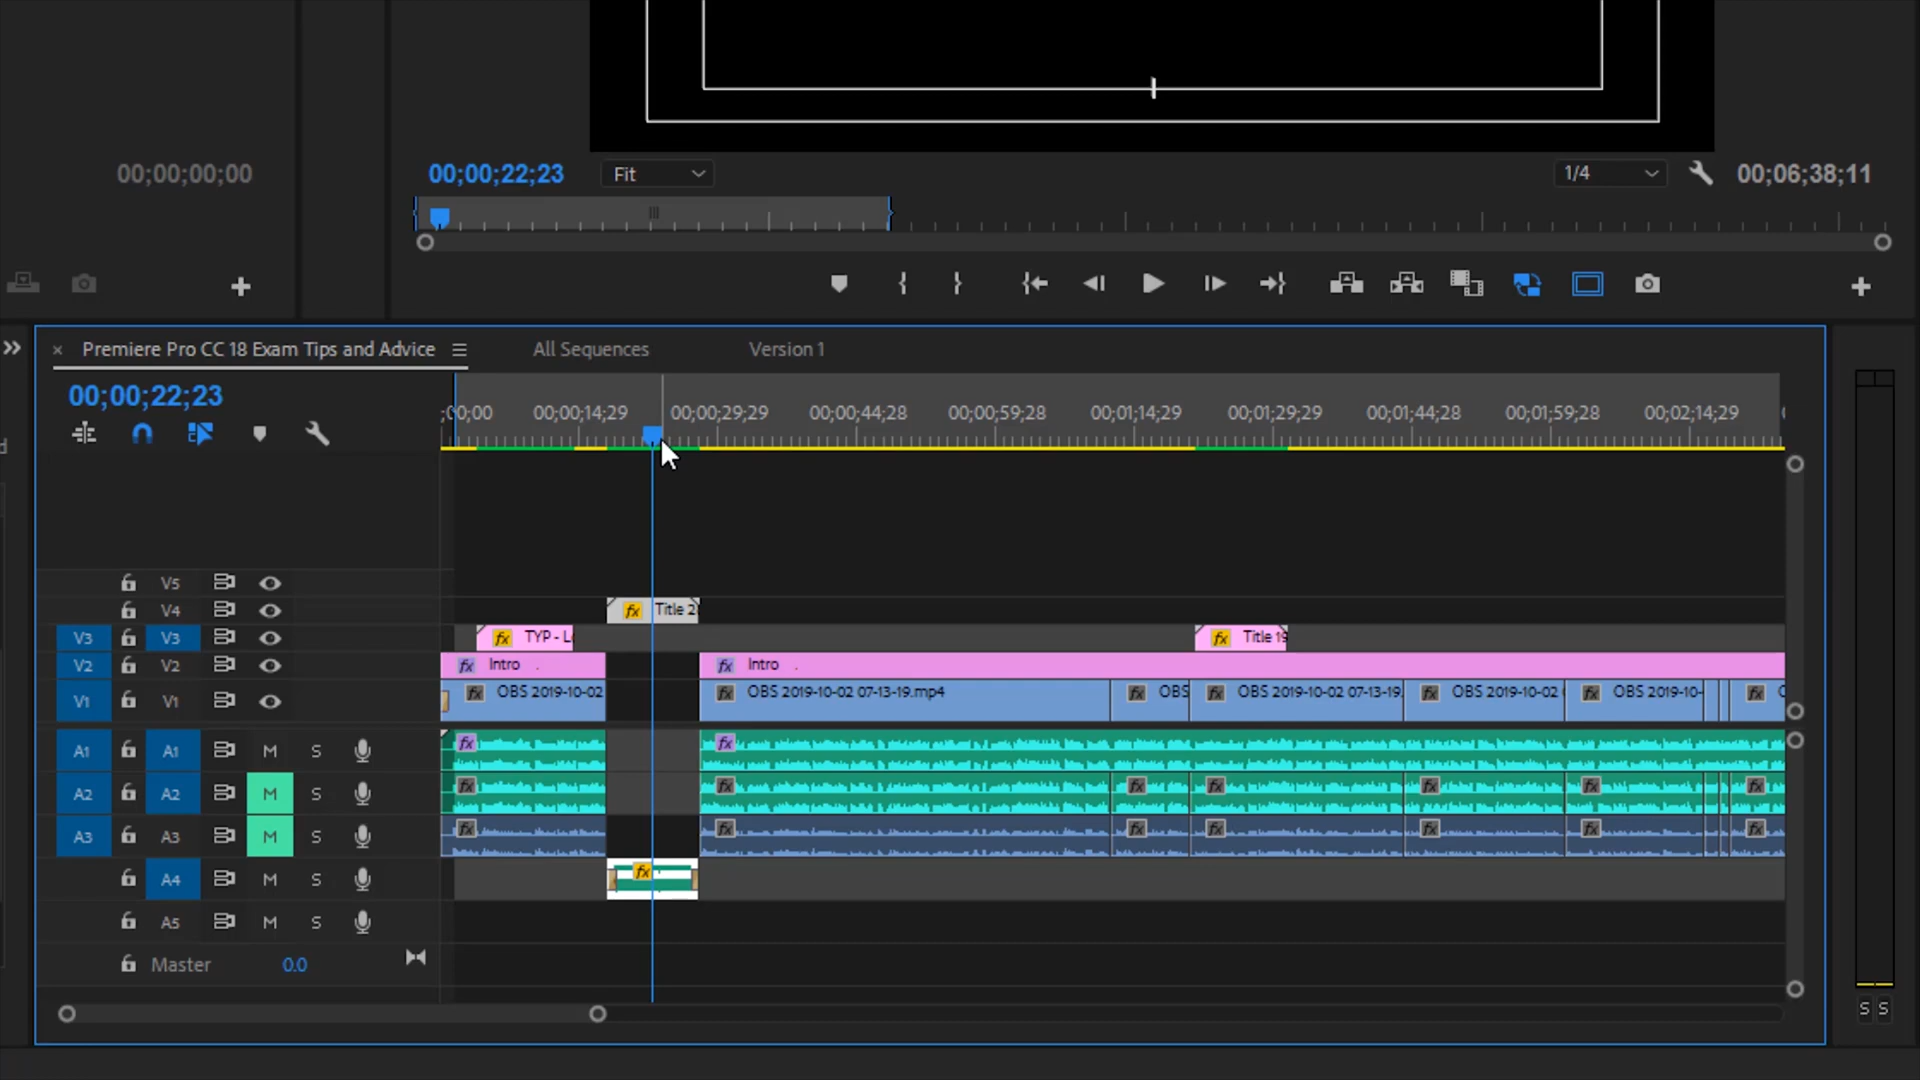 00;00;00;00
00;00;22;23
Fit
1/4
00;06;38;11
Premiere Pro CC 18 Exam Tips and Advice
All Sequences
Version 1
00;00;22;23
;00;00
00;00;14;29
00;00;29;29
00;00;44;28
00;00;59;28
00;01;14;29
00;01;29;29
00;01;44;28
00;01;59;28
00;02;14;29
V5
V4
fx Title 2
V3 V3
fx TYP - L
fx Title 19
V2 V2
fx Intro .
fx Intro .
V1 V1
fx OBS 2019-10-02
fx OBS 2019-10-02 07-13-19.mp4
fx OBS
fx OBS 2019-10-02 07-13-19.
fx OBS 2019-10-02
fx OBS 2019-10-
fx
A1 A1 M S
fx fx
A2 A2 M S
fx fx fx fx fx fx fx
A3 A3 M S
fx fx fx fx fx fx fx
A4 M S
fx
A5 M S
Master 0.0
S S